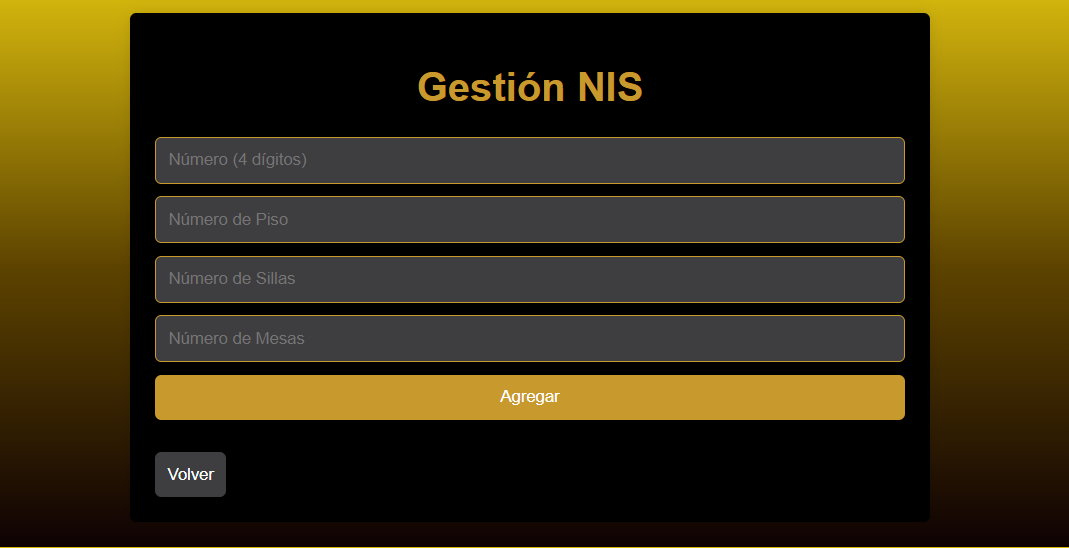 Gestión NIS
Número (4 dígitos)
Número de Piso
Número de Sillas
Número de Mesas
Agregar
Volver